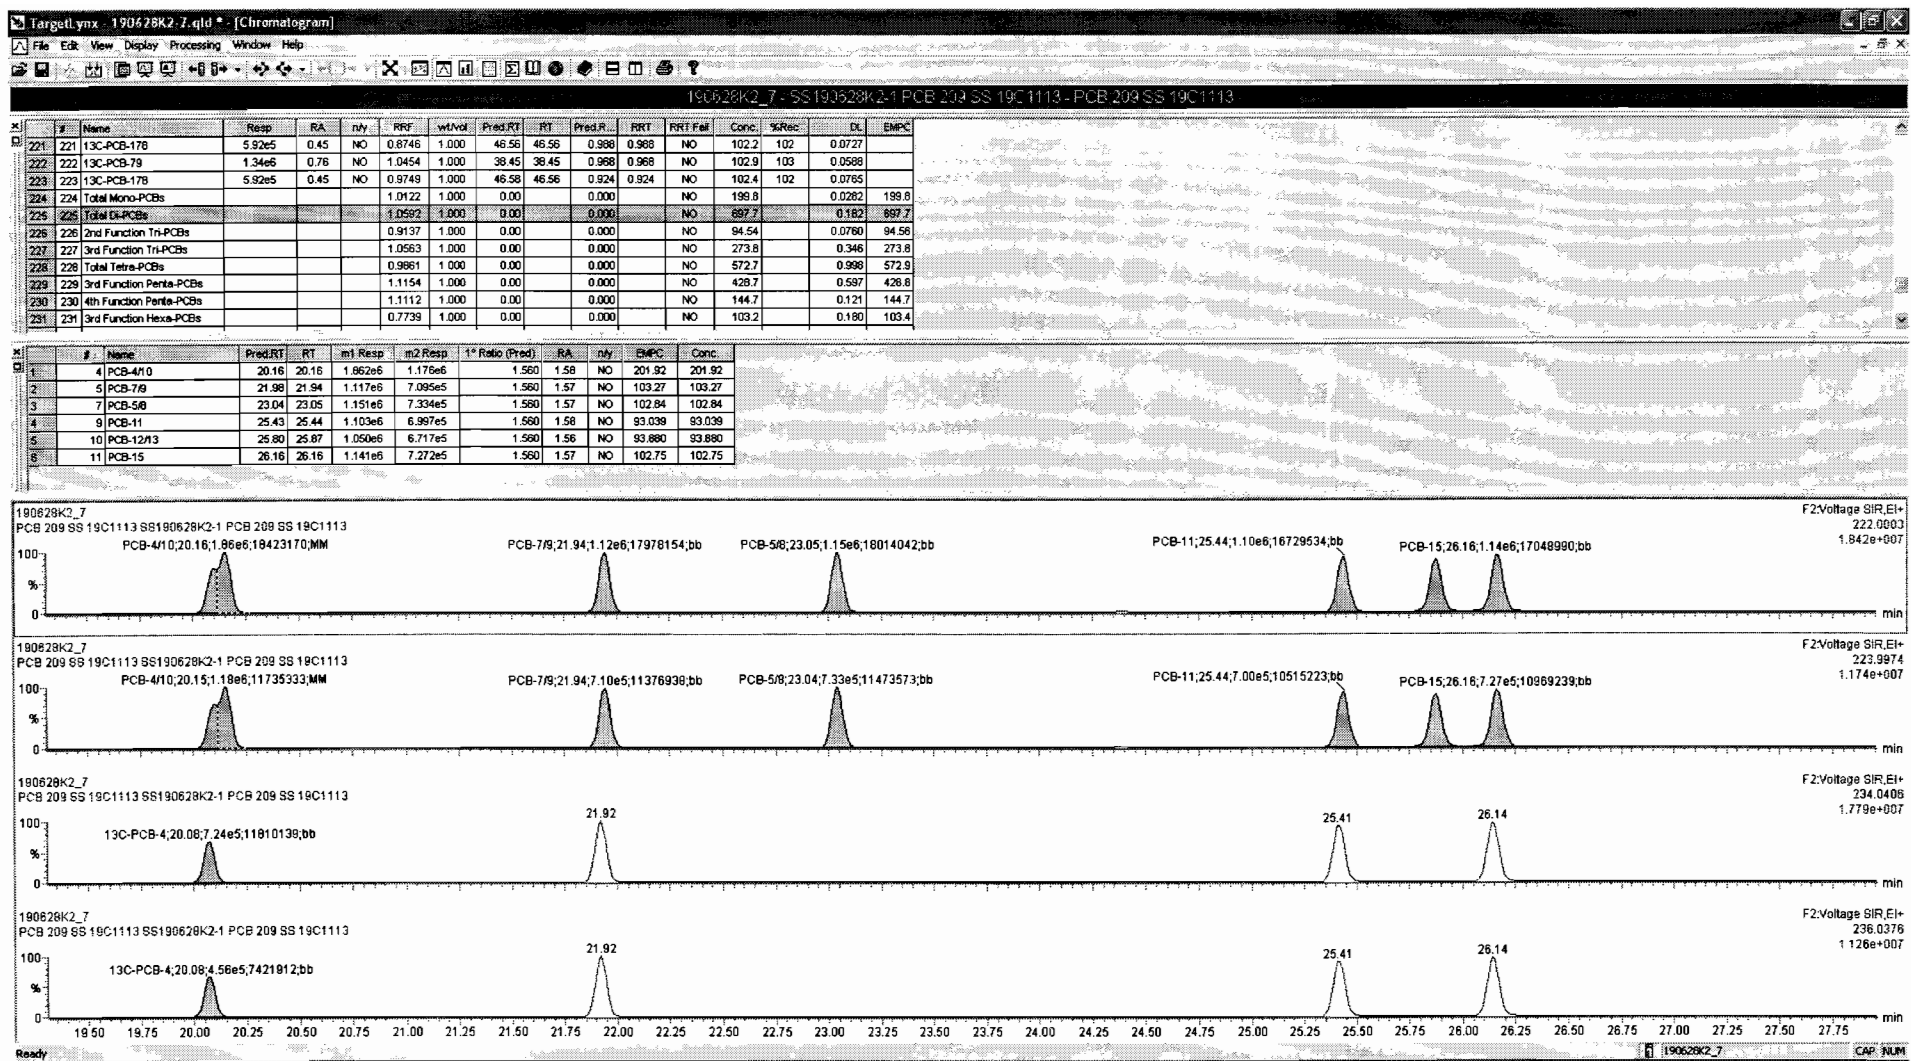 TargetLynx - 190628K2-7.qld * - [Chromatogram]
File Edit View Display Processing Window Help
190628K2_7 - SS190628K2-1 PCB 209 SS 19C1113 - PCB 209 SS 19C1113
# Name Resp RA n/y RRF wt/vol Pred.RT RT Pred.R... RRT RRT Fail Conc. %Rec DL EMPC
221 221 13C-PCB-178 5.92e5 0.45 NO 0.8746 1.000 46.56 46.56 0.988 0.968 NO 102.2 102 0.0727
222 222 13C-PCB-79 1.34e6 0.76 NO 1.0454 1.000 38.45 38.45 0.968 0.968 NO 102.9 103 0.0588
223 223 13C-PCB-178 5.92e5 0.45 NO 0.9749 1.000 46.58 46.56 0.924 0.924 NO 102.4 102 0.0765
224 224 Total Mono-PCBs 1.0122 1.000 0.00 0.000 NO 199.8 0.0282 199.8
225 225 Total Di-PCBs 1.0592 1.000 0.00 0.000 NO 697.7 0.182 697.7
226 226 2nd Function Tri-PCBs 0.9137 1.000 0.00 0.000 NO 94.54 0.0760 94.56
227 227 3rd Function Tri-PCBs 1.0563 1.000 0.00 0.000 NO 273.8 0.346 273.8
228 228 Total Tetra-PCBs 0.9861 1.000 0.00 0.000 NO 572.7 0.998 572.9
229 229 3rd Function Penta-PCBs 1.1154 1.000 0.00 0.000 NO 428.7 0.597 428.8
230 230 4th Function Penta-PCBs 1.1112 1.000 0.00 0.000 NO 144.7 0.121 144.7
231 231 3rd Function Hexa-PCBs 0.7739 1.000 0.00 0.000 NO 103.2 0.180 103.4
# Name Pred.RT RT m1 Resp m2 Resp 1° Ratio (Pred) RA n/y EMPC Conc.
1 4 PCB-4/10 20.16 20.16 1.862e6 1.176e6 1.560 1.58 NO 201.92 201.92
2 5 PCB-7/9 21.98 21.94 1.117e6 7.095e5 1.560 1.57 NO 103.27 103.27
3 7 PCB-5/8 23.04 23.05 1.151e6 7.334e5 1.560 1.57 NO 102.84 102.84
4 9 PCB-11 25.43 25.44 1.103e6 6.997e5 1.560 1.58 NO 93.039 93.039
5 10 PCB-12/13 25.80 25.87 1.050e6 6.717e5 1.560 1.56 NO 93.880 93.880
6 11 PCB-15 26.16 26.16 1.141e6 7.272e5 1.560 1.57 NO 102.75 102.75
190628K2_7 F2:Voltage SIR,EI+
PCB 209 SS 19C1113 SS190628K2-1 PCB 209 SS 19C1113 222.0003
1.842e+007
PCB-4/10;20.16;1.86e6;18423170;MM PCB-7/9;21.94;1.12e6;17978154;bb PCB-5/8;23.05;1.15e6;18014042;bb PCB-11;25.44;1.10e6;16729534;bb PCB-15;26.16;1.14e6;17048990;bb
100
%
0 min
190628K2_7 F2:Voltage SIR,EI+
PCB 209 SS 19C1113 SS190628K2-1 PCB 209 SS 19C1113 223.9974
1.174e+007
PCB-4/10;20.15;1.18e6;11735333;MM PCB-7/9;21.94;7.10e5;11376938;bb PCB-5/8;23.04;7.33e5;11473573;bb PCB-11;25.44;7.00e5;10515223;bb PCB-15;26.16;7.27e5;10969239;bb
100
%
0 min
190628K2_7 F2:Voltage SIR,EI+
PCB 209 SS 19C1113 SS190628K2-1 PCB 209 SS 19C1113 234.0406
1.779e+007
13C-PCB-4;20.08;7.24e5;11810139;bb 21.92 25.41 26.14
100
%
0 min
190628K2_7 F2:Voltage SIR,EI+
PCB 209 SS 19C1113 SS190628K2-1 PCB 209 SS 19C1113 236.0376
1.126e+007
13C-PCB-4;20.08;4.56e5;7421912;bb 21.92 25.41 26.14
100
%
0 min
19.50 19.75 20.00 20.25 20.50 20.75 21.00 21.25 21.50 21.75 22.00 22.25 22.50 22.75 23.00 23.25 23.50 23.75 24.00 24.25 24.50 24.75 25.00 25.25 25.50 25.75 26.00 26.25 26.50 26.75 27.00 27.25 27.50 27.75
Ready 190628K2_7 CAP NUM